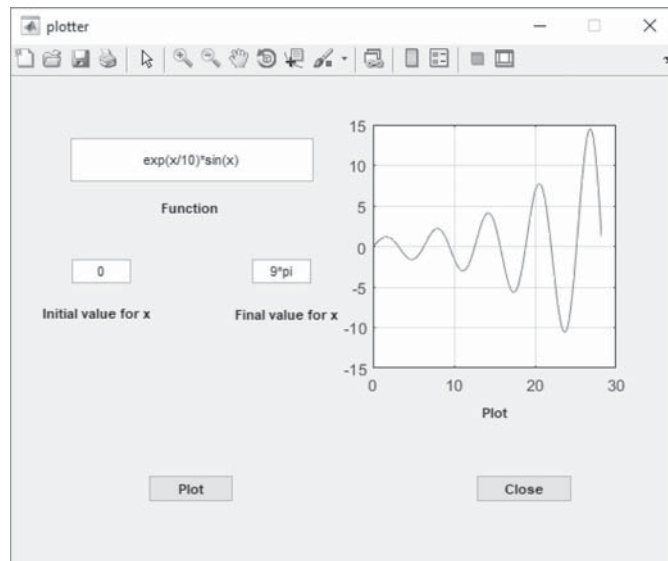 plotter
exp(x/10)*sin(x)
Function
0
9*pi
Initial value for x
Final value for x
15
10
5
0
-5
-10
-15
0
10
20
30
Plot
Plot
Close